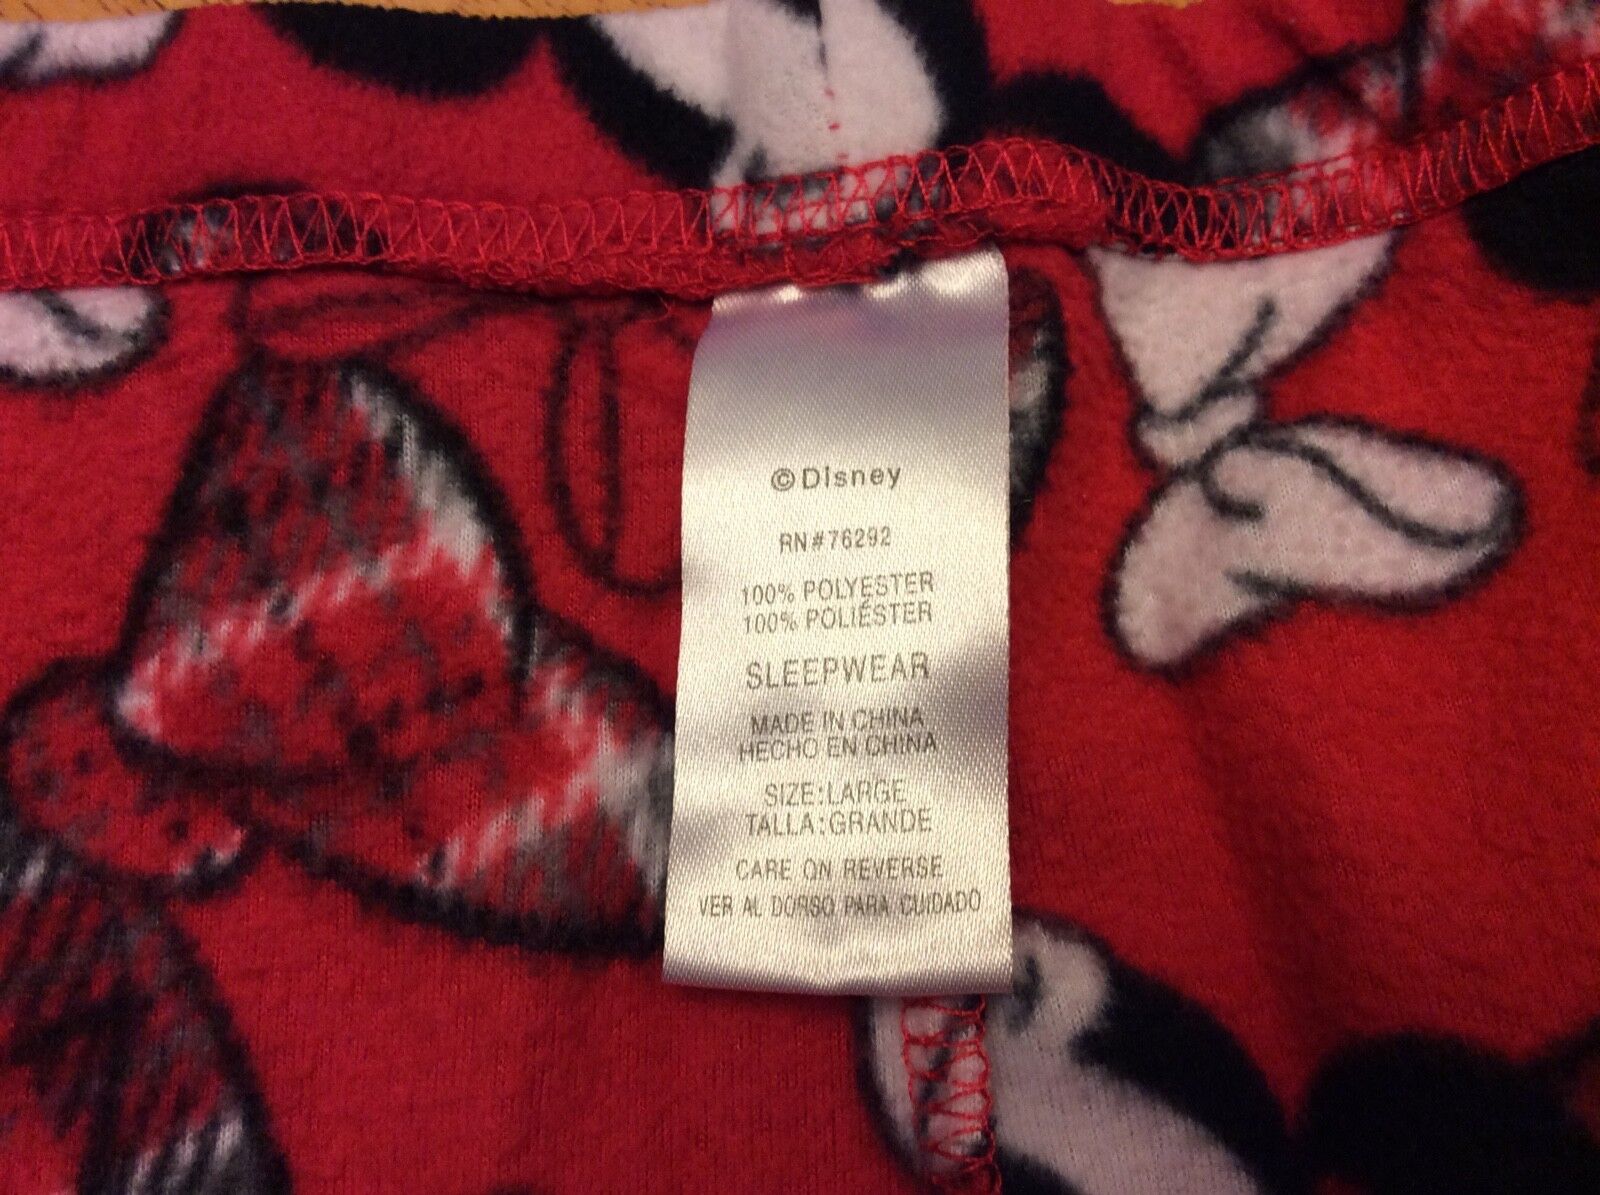 ©Disney
RN#76292
100% POLYESTER
100% POLIÉSTER
SLEEPWEAR
MADE IN CHINA
HECHO EN CHINA
SIZE:LARGE
TALLA:GRANDE
CARE ON REVERSE
VER AL DORSO PARA CUIDADO